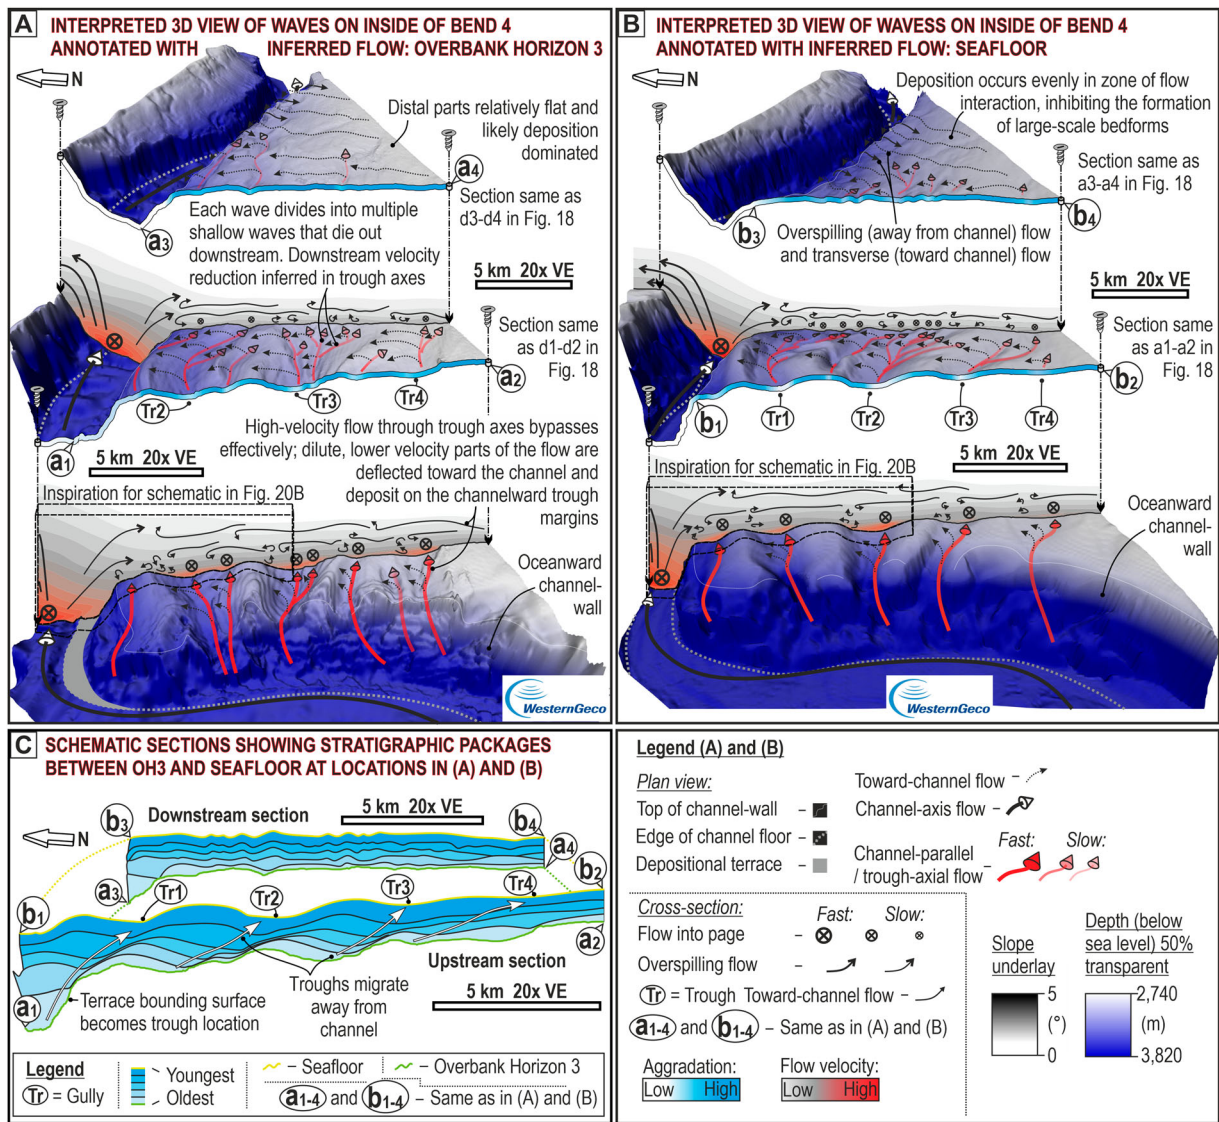 A
INTERPRETED 3D VIEW OF WAVES ON INSIDE OF BEND 4
ANNOTATED WITH INFERRED FLOW: OVERBANK HORIZON 3
N
Distal parts relatively flat and
likely deposition
dominated
a4
Section same as
d3-d4 in Fig. 18
a3
Each wave divides into multiple
shallow waves that die out
downstream. Downstream velocity
reduction inferred in trough axes
5 km 20x VE
Section same
as d1-d2 in
Fig. 18
a2
Tr2
Tr3
Tr4
a1
5 km 20x VE
High-velocity flow through trough axes bypasses
effectively; dilute, lower velocity parts of the flow are
deflected toward the channel and
deposit on the channelward trough
margins
Inspiration for schematic in Fig. 20B
Oceanward
channel-
wall
WesternGeco
B
INTERPRETED 3D VIEW OF WAVESS ON INSIDE OF BEND 4
ANNOTATED WITH INFERRED FLOW: SEAFLOOR
N
Deposition occurs evenly in zone of flow
interaction, inhibiting the formation
of large-scale bedforms
Section same as
a3-a4 in Fig. 18
b4
b3
Overspilling (away from channel) flow
and transverse (toward channel) flow
5 km 20x VE
Section same
as a1-a2 in
Fig. 18
b2
b1
Tr1
Tr2
Tr3
Tr4
5 km 20x VE
Inspiration for schematic in Fig. 20B
Oceanward
channel-
wall
WesternGeco
C
SCHEMATIC SECTIONS SHOWING STRATIGRAPHIC PACKAGES
BETWEEN OH3 AND SEAFLOOR AT LOCATIONS IN (A) AND (B)
N
b3
Downstream section
5 km 20x VE
b4
a4
a3
b2
b1
Tr1
Tr2
Tr3
Tr4
a2
a1
Terrace bounding surface
becomes trough location
Troughs migrate
away from
channel
Upstream section
5 km 20x VE
Legend
Tr = Gully
Youngest
Oldest
– Seafloor
– Overbank Horizon 3
a1-4 and b1-4 – Same as in (A) and (B)
Legend (A) and (B)
Plan view:
Top of channel-wall –
Edge of channel floor –
Depositional terrace –
Toward-channel flow –
Channel-axis flow –
Fast: Slow:
Channel-parallel
/ trough-axial flow –
Cross-section:
Fast: Slow:
Flow into page –
Overspilling flow –
Tr = Trough Toward-channel flow –
a1-4 and b1-4 – Same as in (A) and (B)
Aggradation:
Low High
Flow velocity:
Low High
Slope
underlay
5
(°)
0
Depth (below
sea level) 50%
transparent
2,740
(m)
3,820